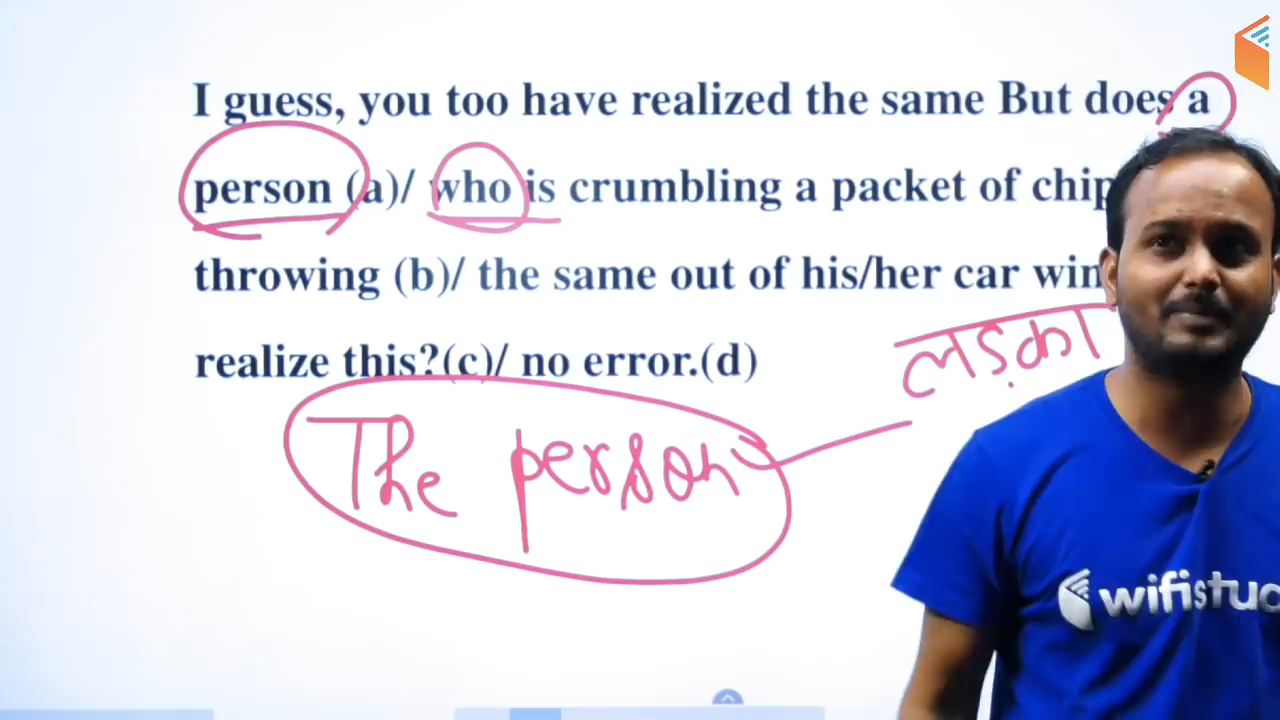 I guess, you too have realized the same But does a
person (a)/ who is crumbling a packet of chip
throwing (b)/ the same out of his/her car win
realize this?(c)/ no error.(d)
लड़का
The person
wifistud